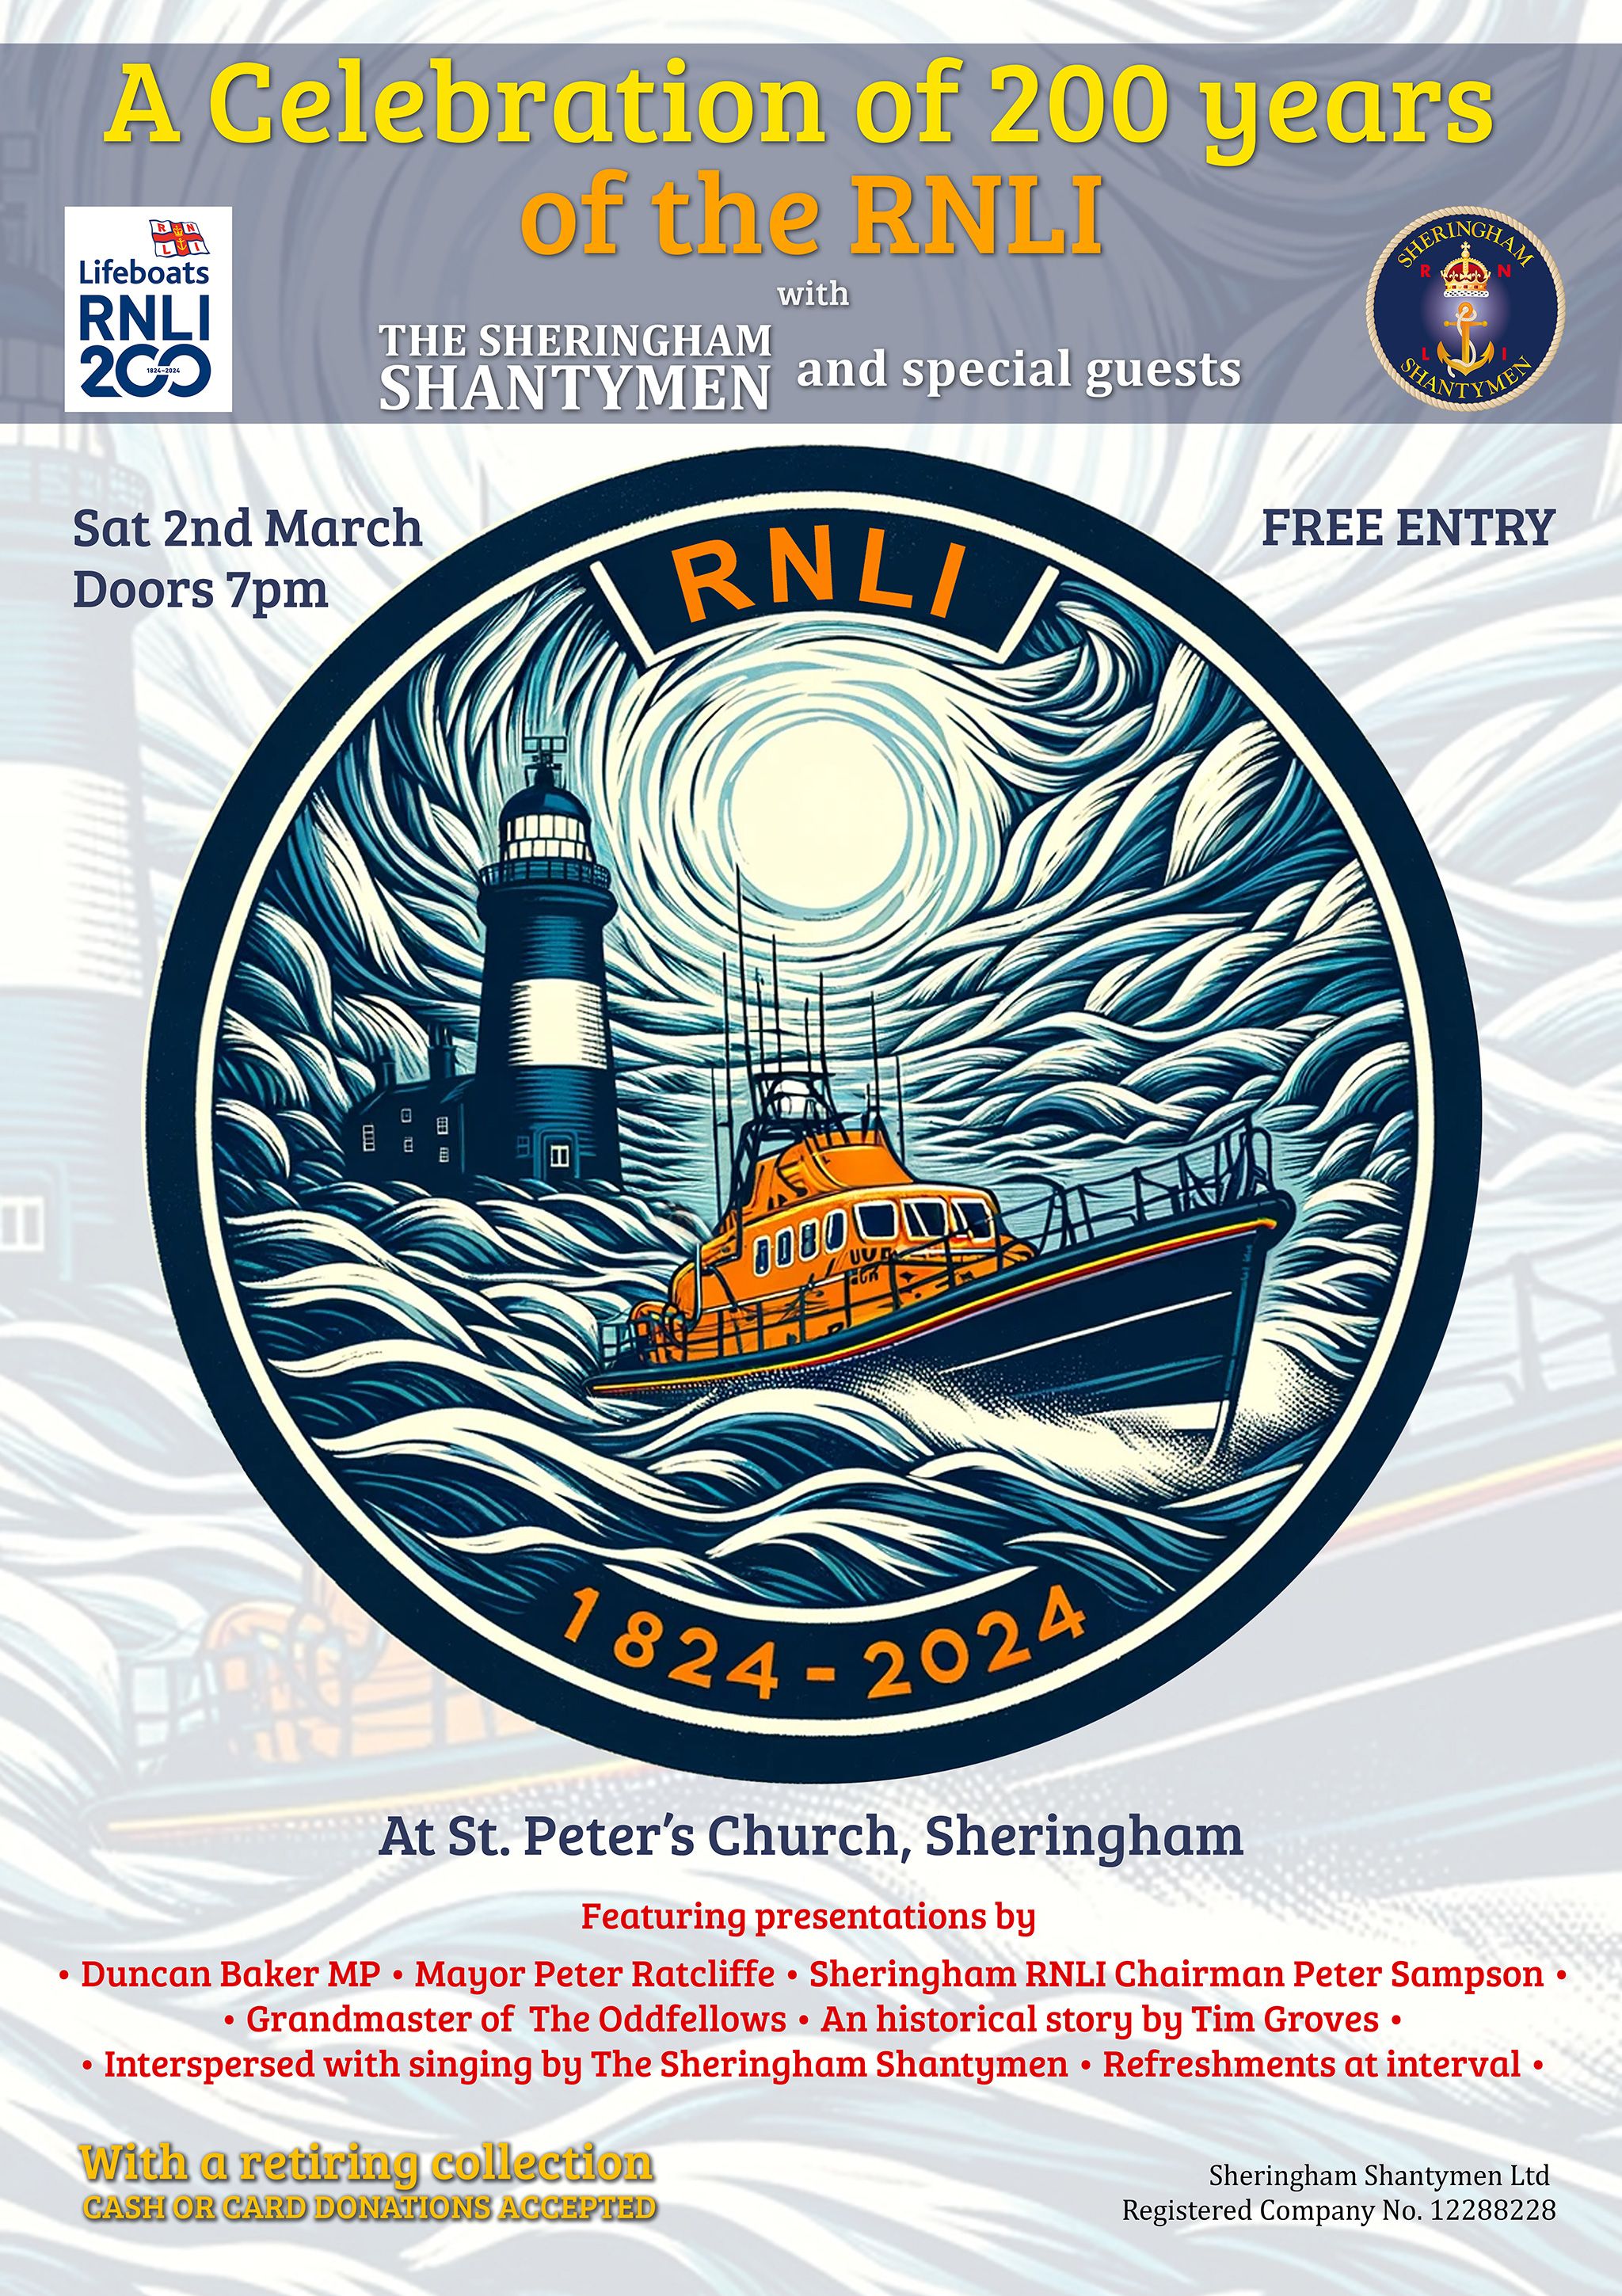 A Celebration of 200 years
of the RNLI
with
THE SHERINGHAM
SHANTYMEN
and special guests
R N
L I
Lifeboats
RNLI
200
1824-2024
SHERINGHAM
R N
L I
SHANTYMEN
Sat 2nd March
Doors 7pm
FREE ENTRY
RNLI
1824-2024
At St. Peter's Church, Sheringham
Featuring presentations by
• Duncan Baker MP • Mayor Peter Ratcliffe • Sheringham RNLI Chairman Peter Sampson •
• Grandmaster of The Oddfellows • An historical story by Tim Groves •
• Interspersed with singing by The Sheringham Shantymen • Refreshments at interval •
With a retiring collection
CASH OR CARD DONATIONS ACCEPTED
Sheringham Shantymen Ltd
Registered Company No. 12288228